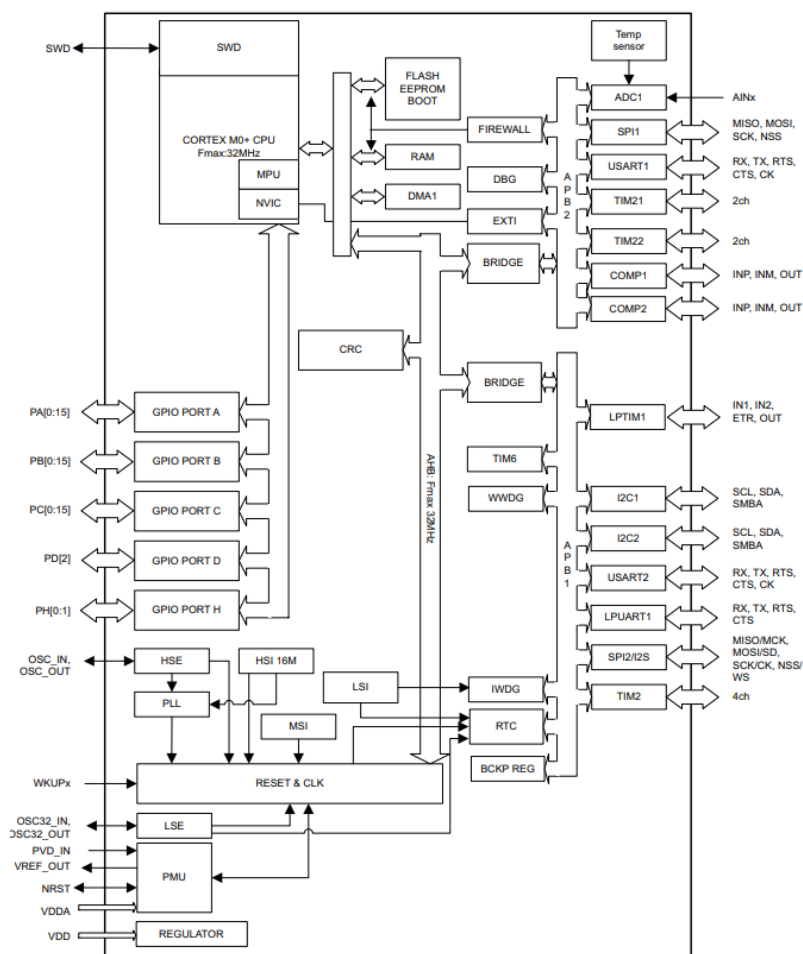 SWD
SWD
CORTEX M0+ CPU
Fmax:32MHz
MPU
NVIC
FLASH
EEPROM
BOOT
RAM
DMA1
FIREWALL
DBG
EXTI
BRIDGE
CRC
BRIDGE
APB2
Temp
sensor
ADC1
AINx
SPI1
MISO, MOSI,
SCK, NSS
USART1
RX, TX, RTS,
CTS, CK
TIM21
2ch
TIM22
2ch
COMP1
INP, INM, OUT
COMP2
INP, INM, OUT
PA[0:15]
GPIO PORT A
PB[0:15]
GPIO PORT B
PC[0:15]
GPIO PORT C
PD[2]
GPIO PORT D
PH[0:1]
GPIO PORT H
AHB: Fmax 32MHz
TIM6
WWDG
APB1
LPTIM1
IN1, IN2,
ETR, OUT
I2C1
SCL, SDA,
SMBA
I2C2
SCL, SDA,
SMBA
USART2
RX, TX, RTS,
CTS, CK
LPUART1
RX, TX, RTS,
CTS
SPI2/I2S
MISO/MCK,
MOSI/SD,
SCK/CK, NSS/
WS
TIM2
4ch
OSC_IN,
OSC_OUT
HSE
HSI 16M
PLL
MSI
LSI
IWDG
RTC
BCKP REG
WKUPx
RESET & CLK
OSC32_IN,
OSC32_OUT
LSE
PVD_IN
VREF_OUT
NRST
VDDA
PMU
VDD
REGULATOR